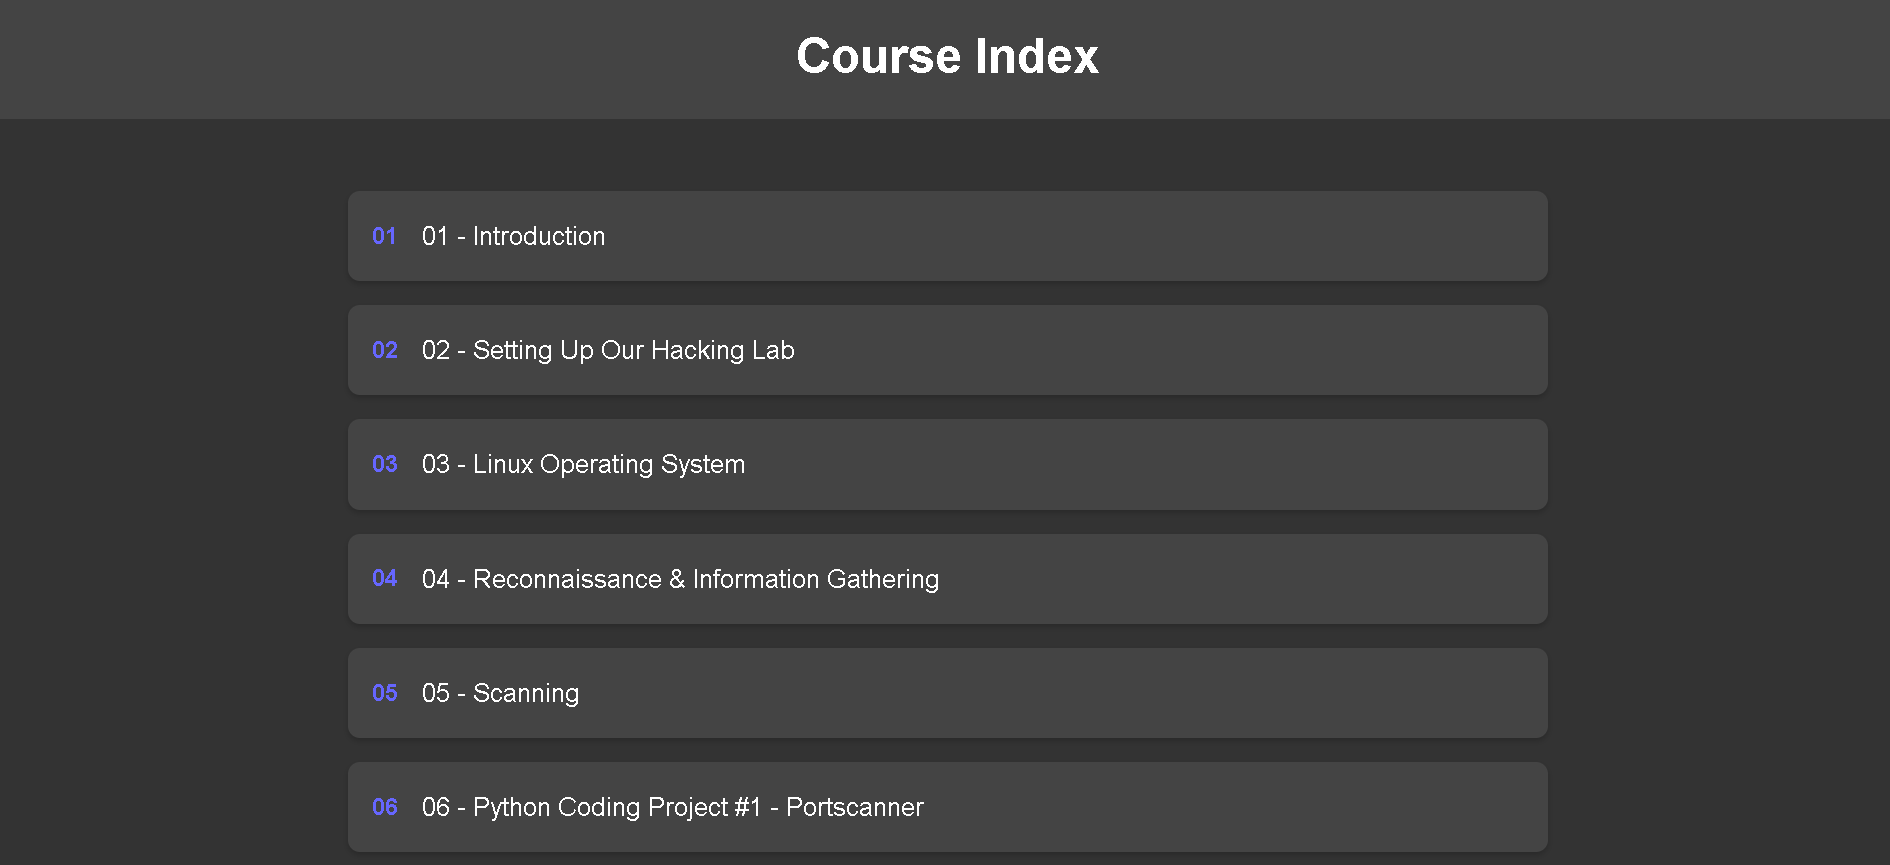 Course Index
01 01 - Introduction
02 02 - Setting Up Our Hacking Lab
03 03 - Linux Operating System
04 04 - Reconnaissance & Information Gathering
05 05 - Scanning
06 06 - Python Coding Project #1 - Portscanner